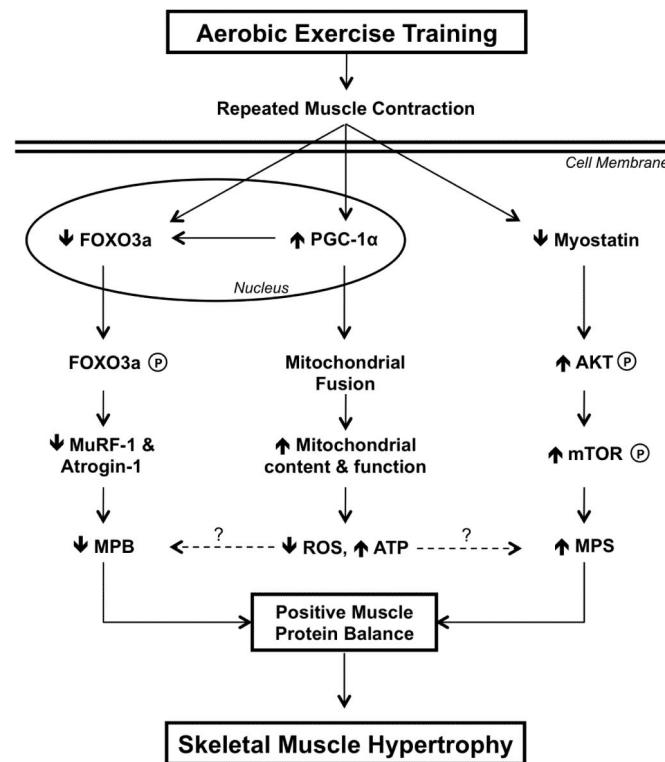 Aerobic Exercise Training
Repeated Muscle Contraction
Cell Membrane
🡇 FOXO3a
🡅 PGC-1α
🡇 Myostatin
Nucleus
FOXO3a Ⓟ
Mitochondrial
Fusion
🡅 AKT Ⓟ
🡇 MuRF-1 &
Atrogin-1
🡅 Mitochondrial
content & function
🡅 mTOR Ⓟ
🡇 MPB
?
🡇 ROS, 🡅 ATP
?
🡅 MPS
Positive Muscle
Protein Balance
Skeletal Muscle Hypertrophy